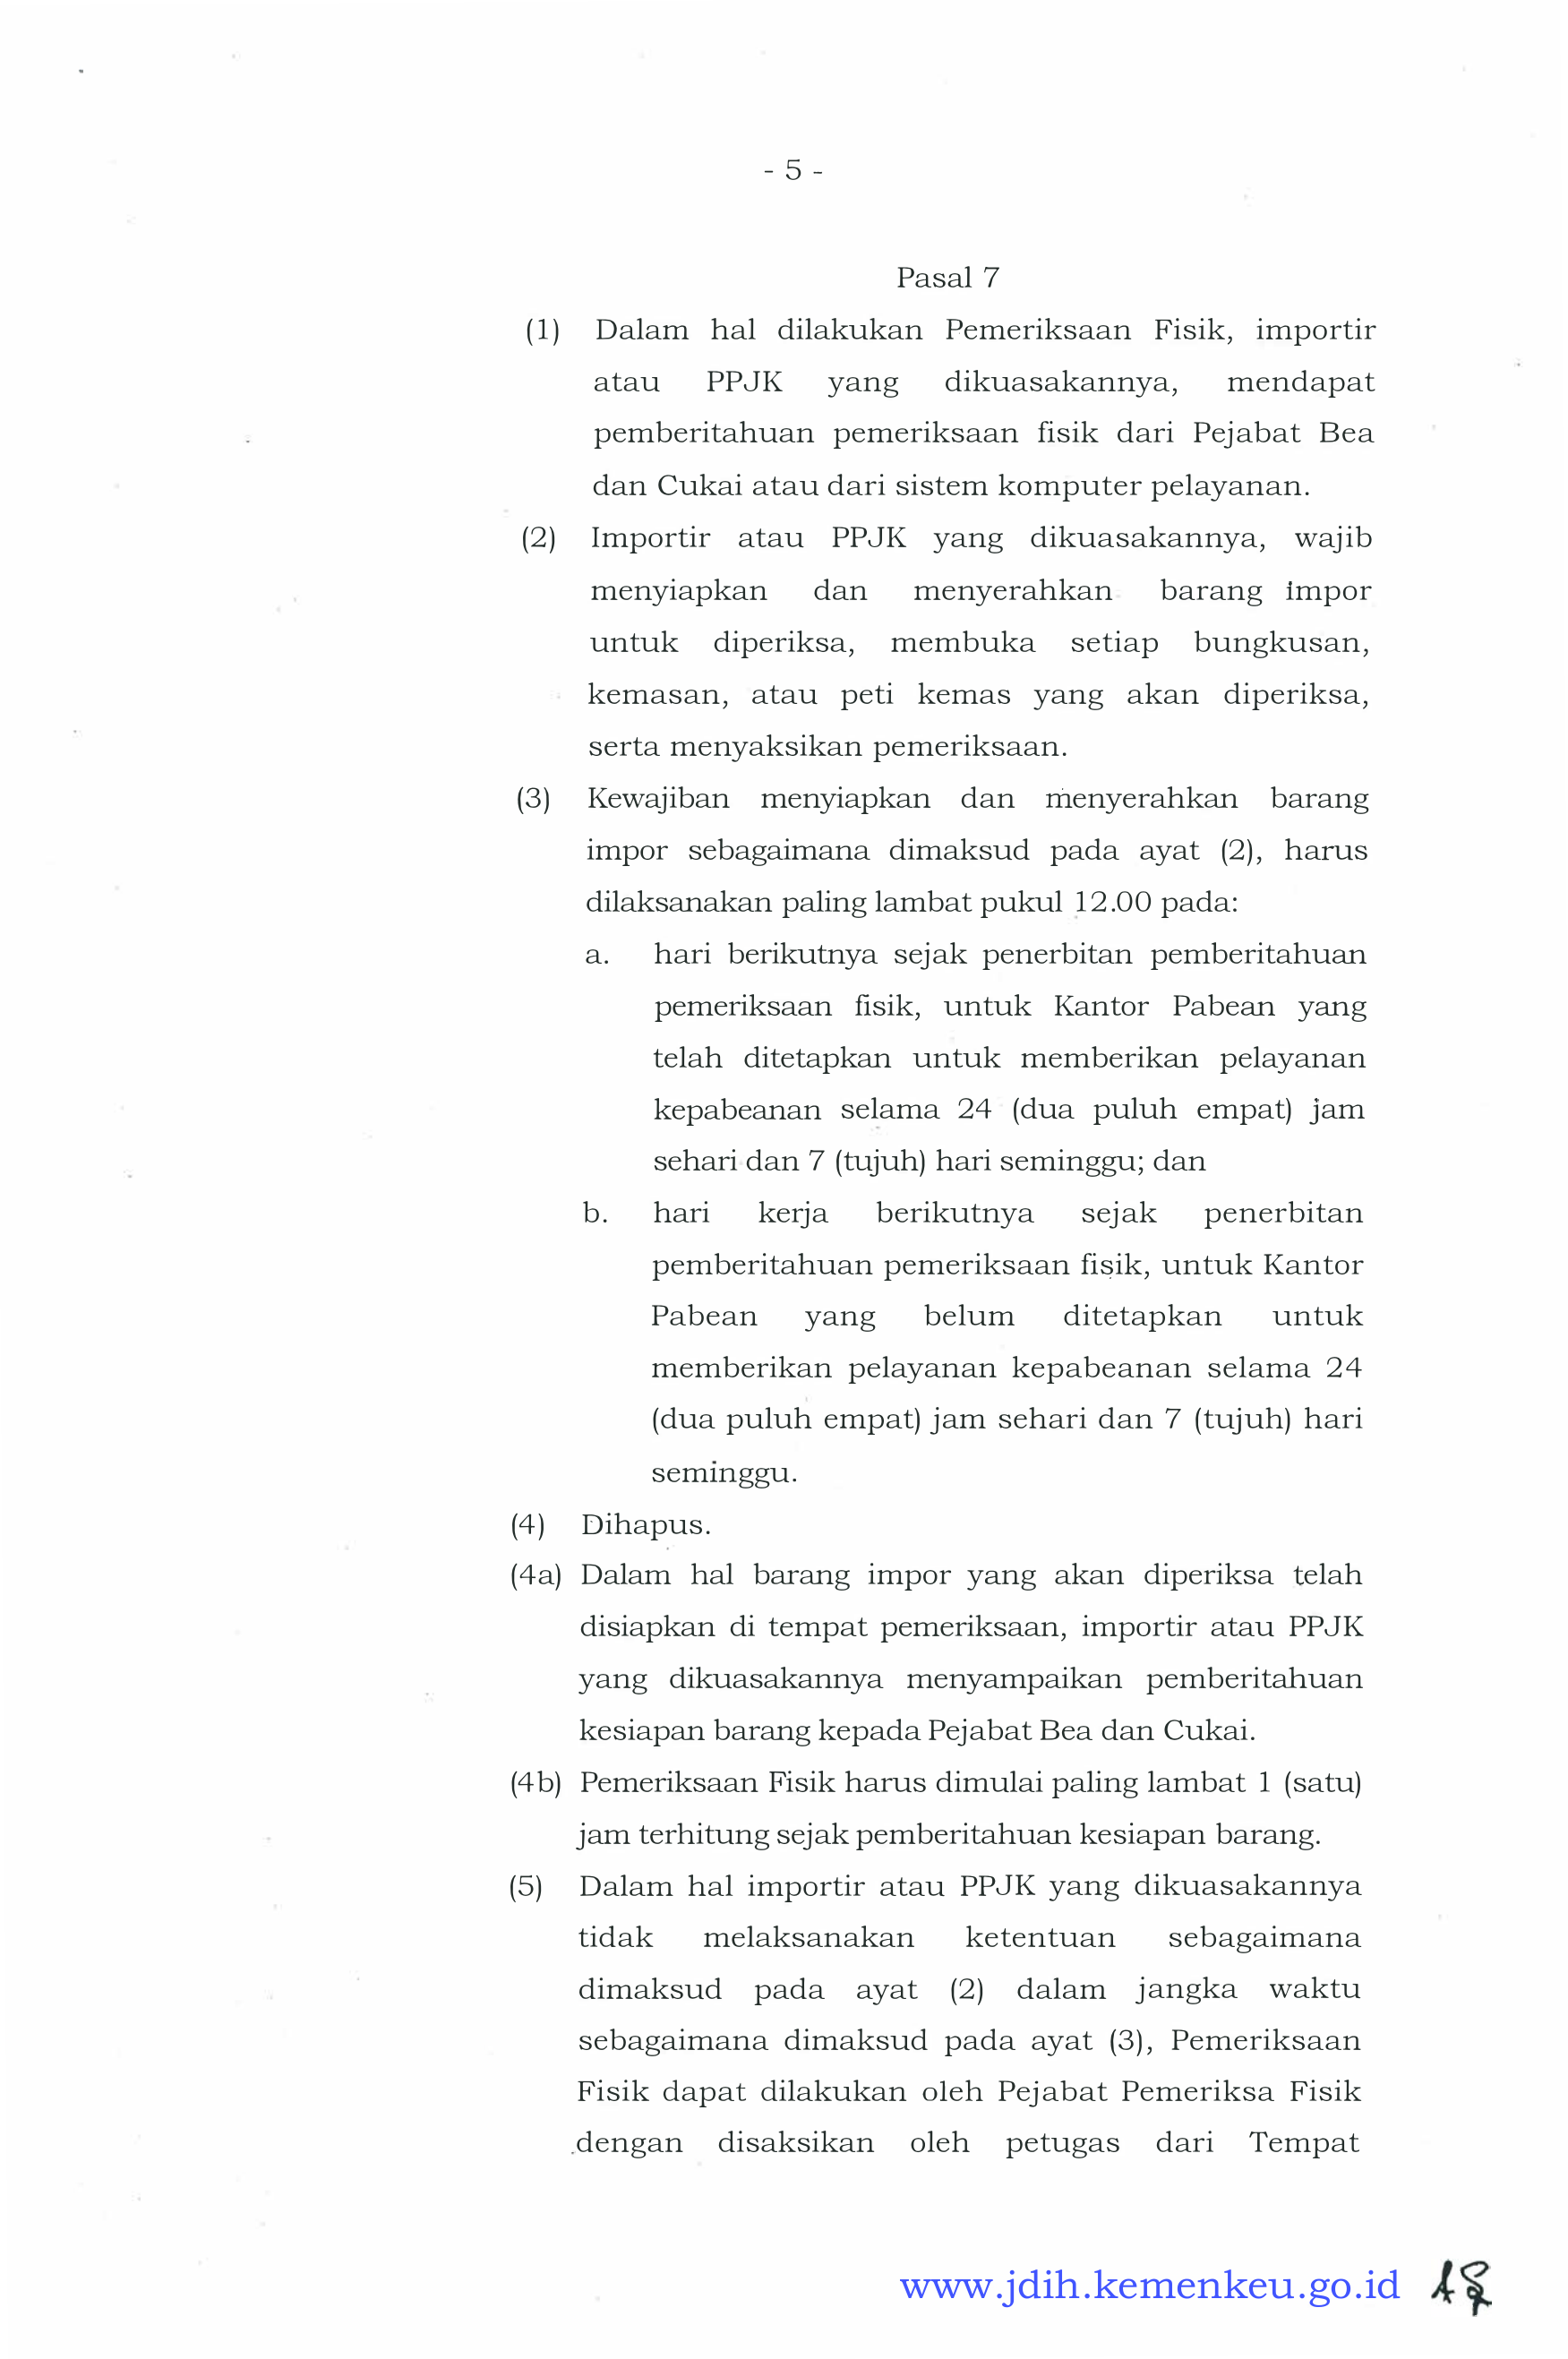 - 5 -
Pasal 7
(1) Dalam hal dilakukan Pemeriksaan Fisik, importir
atau PPJK yang dikuasakannya, mendapat
pemberitahuan pemeriksaan fisik dari Pejabat Bea
dan Cukai atau dari sistem komputer pelayanan.
(2) Importir atau PPJK yang dikuasakannya, wajib
menyiapkan dan menyerahkan barang impor
untuk diperiksa, membuka setiap bungkusan,
kemasan, atau peti kemas yang akan diperiksa,
serta menyaksikan pemeriksaan.
(3) Kewajiban menyiapkan dan menyerahkan barang
impor sebagaimana dimaksud pada ayat (2), harus
dilaksanakan paling lambat pukul 12.00 pada:
a. hari berikutnya sejak penerbitan pemberitahuan
pemeriksaan fisik, untuk Kantor Pabean yang
telah ditetapkan untuk memberikan pelayanan
kepabeanan selama 24 (dua puluh empat) jam
sehari dan 7 (tujuh) hari seminggu; dan
b. hari kerja berikutnya sejak penerbitan
pemberitahuan pemeriksaan fisik, untuk Kantor
Pabean yang belum ditetapkan untuk
memberikan pelayanan kepabeanan selama 24
(dua puluh empat) jam sehari dan 7 (tujuh) hari
seminggu.
(4) Dihapus.
(4a) Dalam hal barang impor yang akan diperiksa telah
disiapkan di tempat pemeriksaan, importir atau PPJK
yang dikuasakannya menyampaikan pemberitahuan
kesiapan barang kepada Pejabat Bea dan Cukai.
(4b) Pemeriksaan Fisik harus dimulai paling lambat 1 (satu)
jam terhitung sejak pemberitahuan kesiapan barang.
(5) Dalam hal importir atau PPJK yang dikuasakannya
tidak melaksanakan ketentuan sebagaimana
dimaksud pada ayat (2) dalam jangka waktu
sebagaimana dimaksud pada ayat (3), Pemeriksaan
Fisik dapat dilakukan oleh Pejabat Pemeriksa Fisik
dengan disaksikan oleh petugas dari Tempat
www.jdih.kemenkeu.go.id